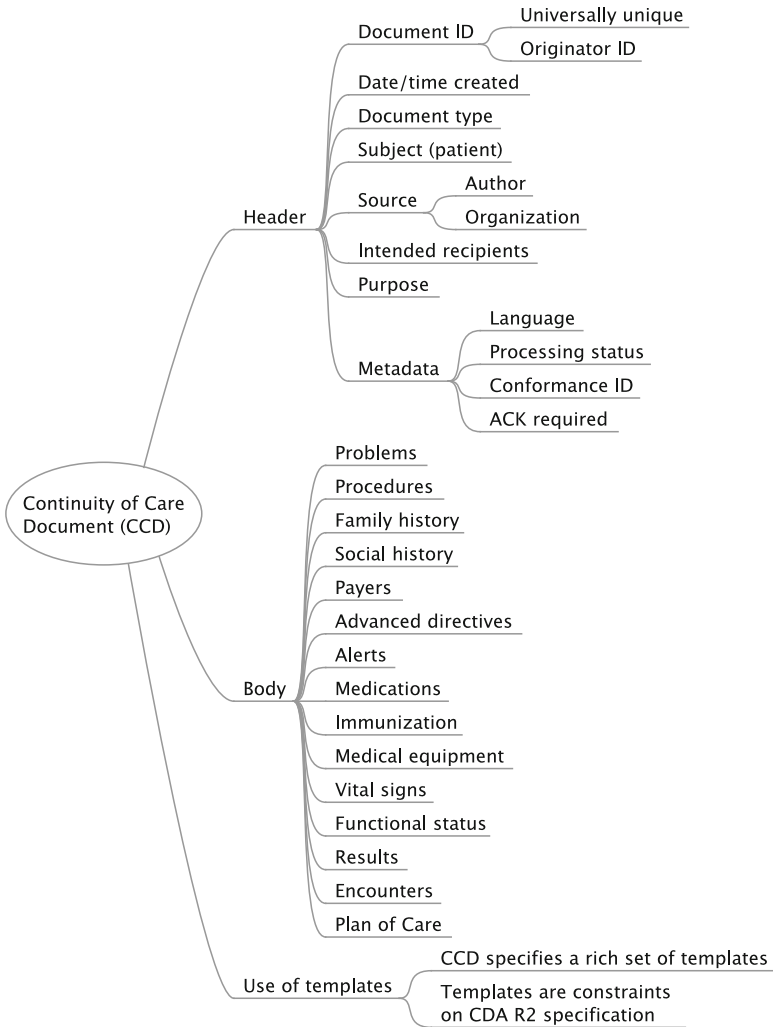 Continuity of Care
Document (CCD)
Header
Document ID
Universally unique
Originator ID
Date/time created
Document type
Subject (patient)
Source
Author
Organization
Intended recipients
Purpose
Metadata
Language
Processing status
Conformance ID
ACK required
Body
Problems
Procedures
Family history
Social history
Payers
Advanced directives
Alerts
Medications
Immunization
Medical equipment
Vital signs
Functional status
Results
Encounters
Plan of Care
Use of templates
CCD specifies a rich set of templates
Templates are constraints
on CDA R2 specification